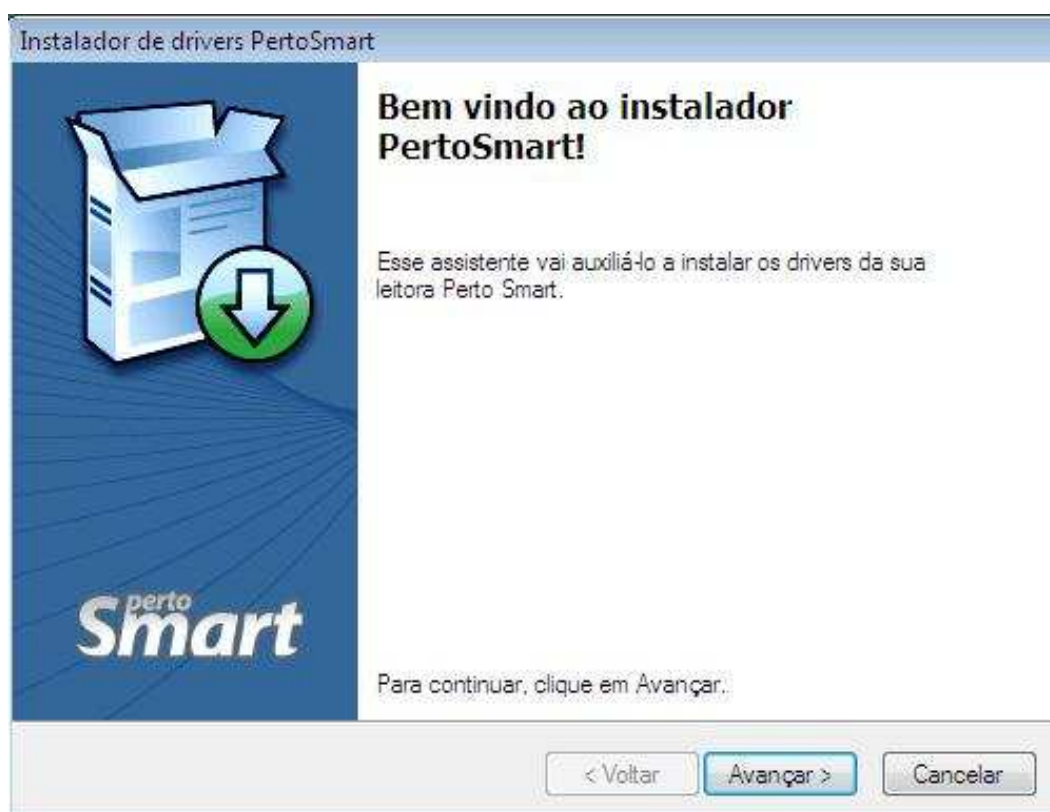 Instalador de drivers PertoSmart
Bem vindo ao instalador
PertoSmart!
Esse assistente vai auxiliá-lo a instalar os drivers da sua
leitora Perto Smart.
perto
Smart
Para continuar, clique em Avançar.
< Voltar
Avançar >
Cancelar